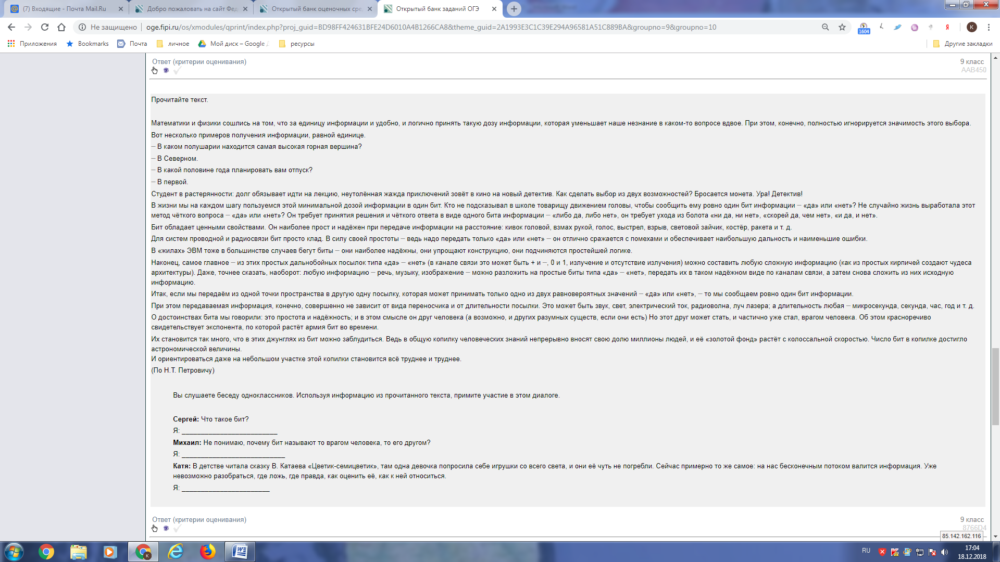 (7) Входящие - Почта Mail.Ru
Добро пожаловать на сайт Фед
Открытый банк оценочных сре
Открытый банк заданий ОГЭ
Не защищено | oge.fipi.ru/os/xmodules/qprint/index.php?proj_guid=BD98FF424631BFE24D6010A4B1266CA8&theme_guid=2A1993E3C1C39E294A96581A51C889BA&groupno=9&groupno=10
1604
Я
K
Приложения
Bookmarks
Почта
личное
Мой диск – Google
ресурсы
Другие закладки
Ответ (критерии оценивания)
9 класс
AAB450
Прочитайте текст.
Математики и физики сошлись на том, что за единицу информации и удобно, и логично принять такую дозу информации, которая уменьшает наше незнание в каком-то вопросе вдвое. При этом, конечно, полностью игнорируется значимость этого выбора.
Вот несколько примеров получения информации, равной единице.
– В каком полушарии находится самая высокая горная вершина?
– В Северном.
– В какой половине года планировать вам отпуск?
– В первой.
Студент в растерянности: долг обязывает идти на лекцию, неутолённая жажда приключений зовёт в кино на новый детектив. Как сделать выбор из двух возможностей? Бросается монета. Ура! Детектив!
В жизни мы на каждом шагу пользуемся этой минимальной дозой информации в один бит. Кто не подсказывал в школе товарищу движением головы, чтобы сообщить ему ровно один бит информации – «да» или «нет»? Не случайно жизнь выработала этот
метод чёткого вопроса – «да» или «нет»? Он требует принятия решения и чёткого ответа в виде одного бита информации – «либо да, либо нет», он требует ухода из болота «ни да, ни нет», «скорей да, чем нет», «и да, и нет».
Бит обладает ценными свойствами. Он наиболее прост и надёжен при передаче информации на расстояние: кивок головой, взмах рукой, голос, выстрел, взрыв, световой зайчик, костёр, ракета и т. д.
Для систем проводной и радиосвязи бит просто клад. В силу своей простоты – ведь надо передать только «да» или «нет» – он отлично сражается с помехами и обеспечивает наибольшую дальность и наименьшие ошибки.
В «жилах» ЭВМ тоже в большинстве случаев бегут биты – они наиболее надёжны, они упрощают конструкцию, они подчиняются простейшей логике.
Наконец, самое главное – из этих простых дальнобойных посылок типа «да» – «нет» (в канале связи это может быть + и –, 0 и 1, излучение и отсутствие излучения) можно составить любую сложную информацию (как из простых кирпичей создают чудеса
архитектуры). Даже, точнее сказать, наоборот: любую информацию – речь, музыку, изображение – можно разложить на простые биты типа «да» – «нет», передать их в таком надёжном виде по каналам связи, а затем снова сложить из них исходную
информацию.
Итак, если мы передаём из одной точки пространства в другую одну посылку, которая может принимать только одно из двух равновероятных значений – «да» или «нет», – то мы сообщаем ровно один бит информации.
При этом передаваемая информация, конечно, совершенно не зависит от вида переносчика и от длительности посылки. Это может быть звук, свет, электрический ток, радиоволна, луч лазера; а длительность любая – микросекунда, секунда, час, год и т. д.
О достоинствах бита мы говорили: это простота и надёжность; и в этом смысле он друг человека (а возможно, и других разумных существ, если они есть) Но этот друг может стать, и частично уже стал, врагом человека. Об этом красноречиво
свидетельствует экспонента, по которой растёт армия бит во времени.
Их становится так много, что в этих джунглях из бит можно заблудиться. Ведь в общую копилку человеческих знаний непрерывно вносят свою долю миллионы людей, и её «золотой фонд» растёт с колоссальной скоростью. Число бит в копилке достигло
астрономической величины.
И ориентироваться даже на небольшом участке этой копилки становится всё труднее и труднее.
(По Н.Т. Петровичу)
Вы слушаете беседу одноклассников. Используя информацию из прочитанного текста, примите участие в этом диалоге.
Сергей: Что такое бит?
Я: __________________________
Михаил: Не понимаю, почему бит называют то врагом человека, то его другом?
Я: ____________________________
Катя: В детстве читала сказку В. Катаева «Цветик-семицветик», там одна девочка попросила себе игрушки со всего света, и они её чуть не погребли. Сейчас примерно то же самое: на нас бесконечным потоком валится информация. Уже
невозможно разобраться, где ложь, где правда, как оценить её, как к ней относиться.
Я: ________________________
Ответ (критерии оценивания)
9 класс
8766D4
85.142.162.116
RU
17:04
18.12.2018